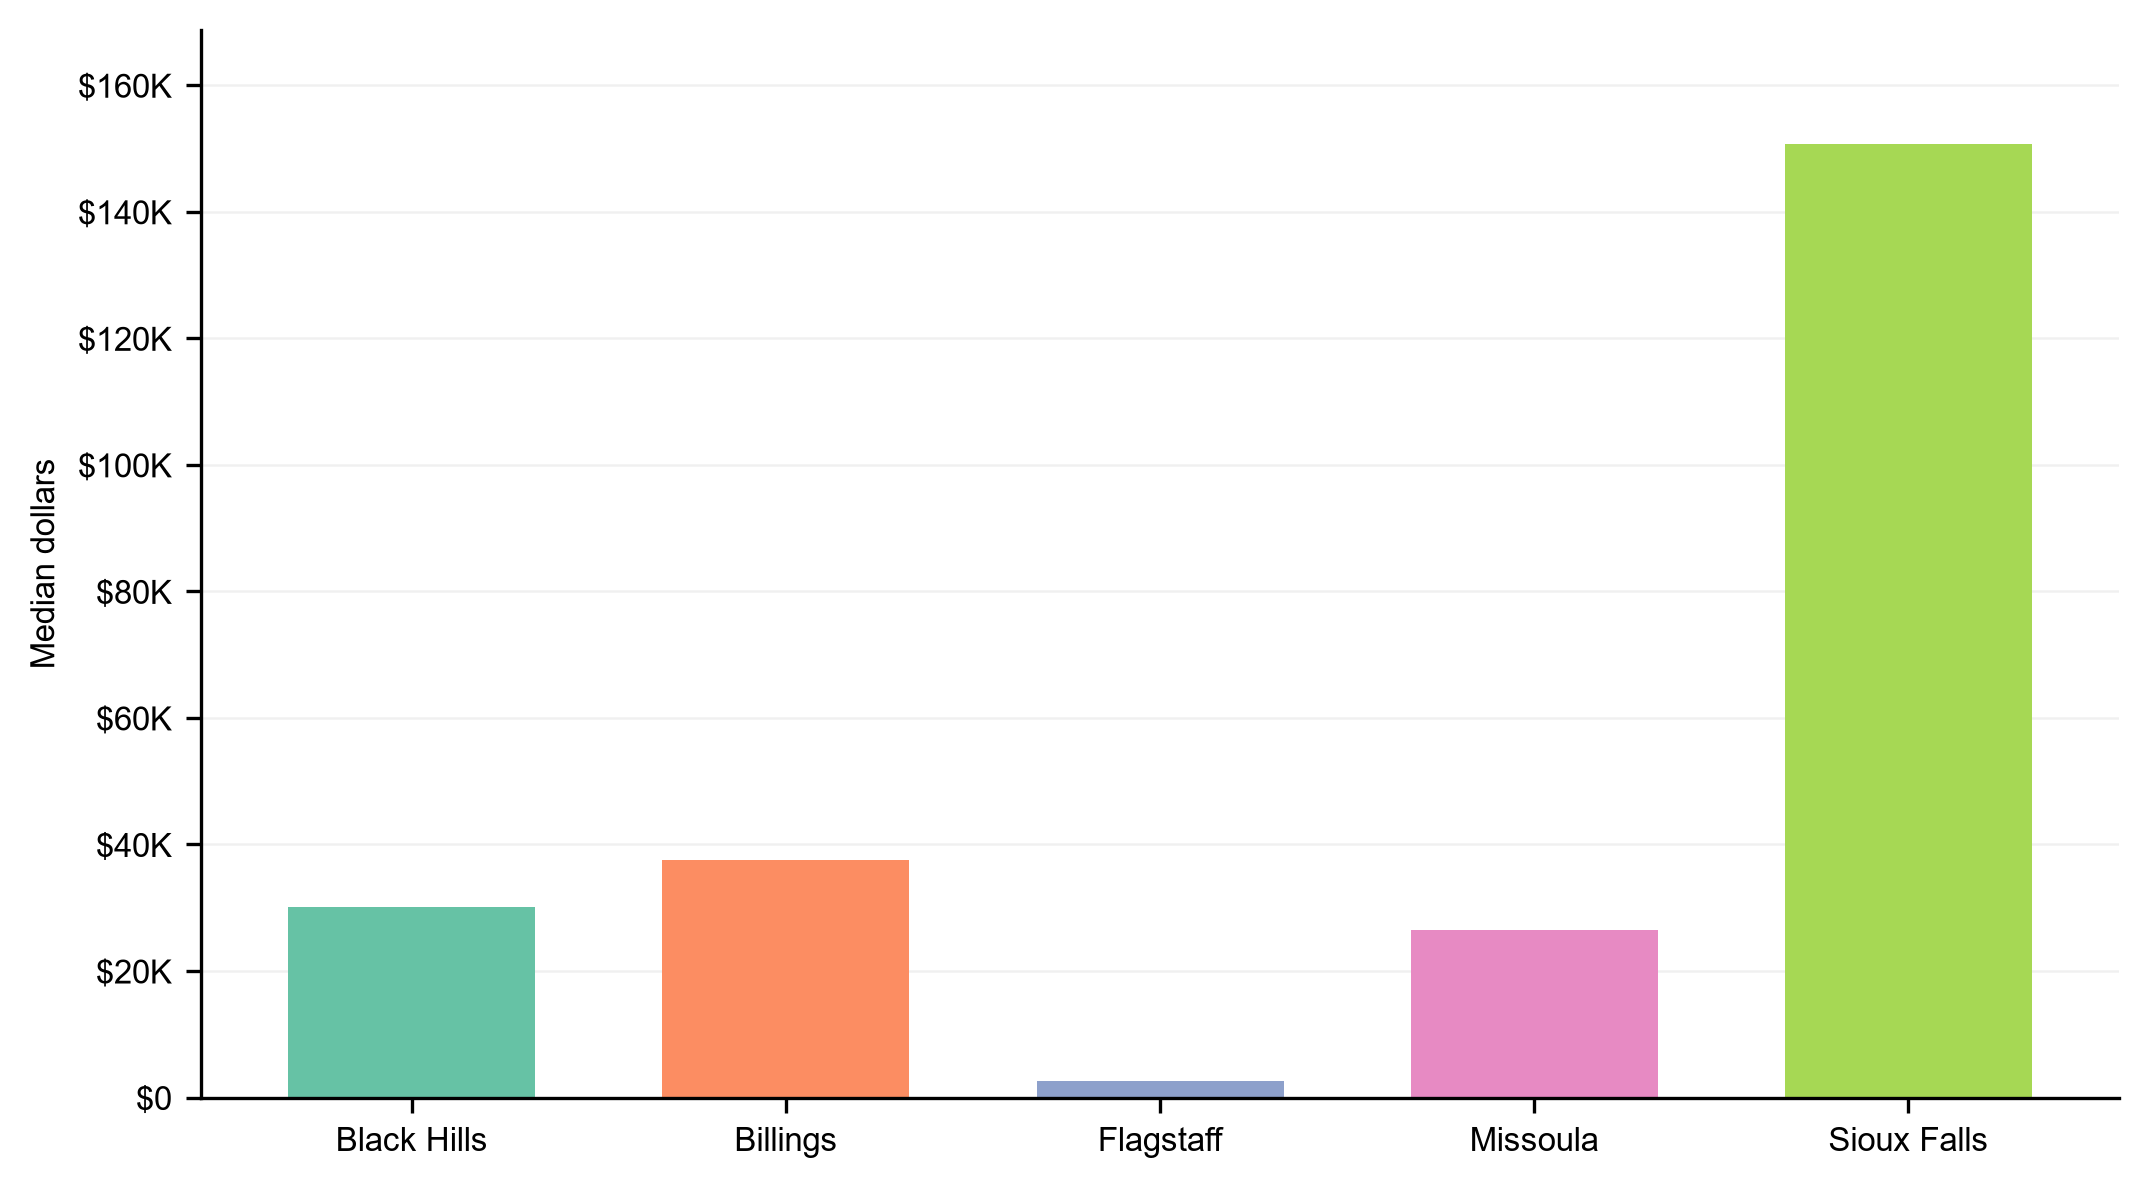 Median dollars
$160K
$140K
$120K
$100K
$80K
$60K
$40K
$20K
$0
Black Hills
Billings
Flagstaff
Missoula
Sioux Falls